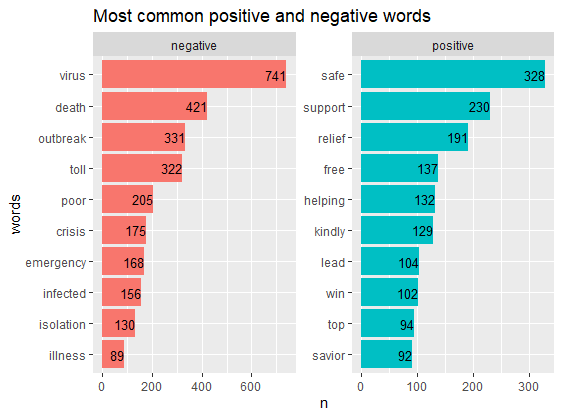 Most common positive and negative words
negative
positive
words
virus 741
death 421
outbreak 331
toll 322
poor 205
crisis 175
emergency 168
infected 156
isolation 130
illness 89
0 200 400 600
safe 328
support 230
relief 191
free 137
helping 132
kindly 129
lead 104
win 102
top 94
savior 92
0 100 200 300
n